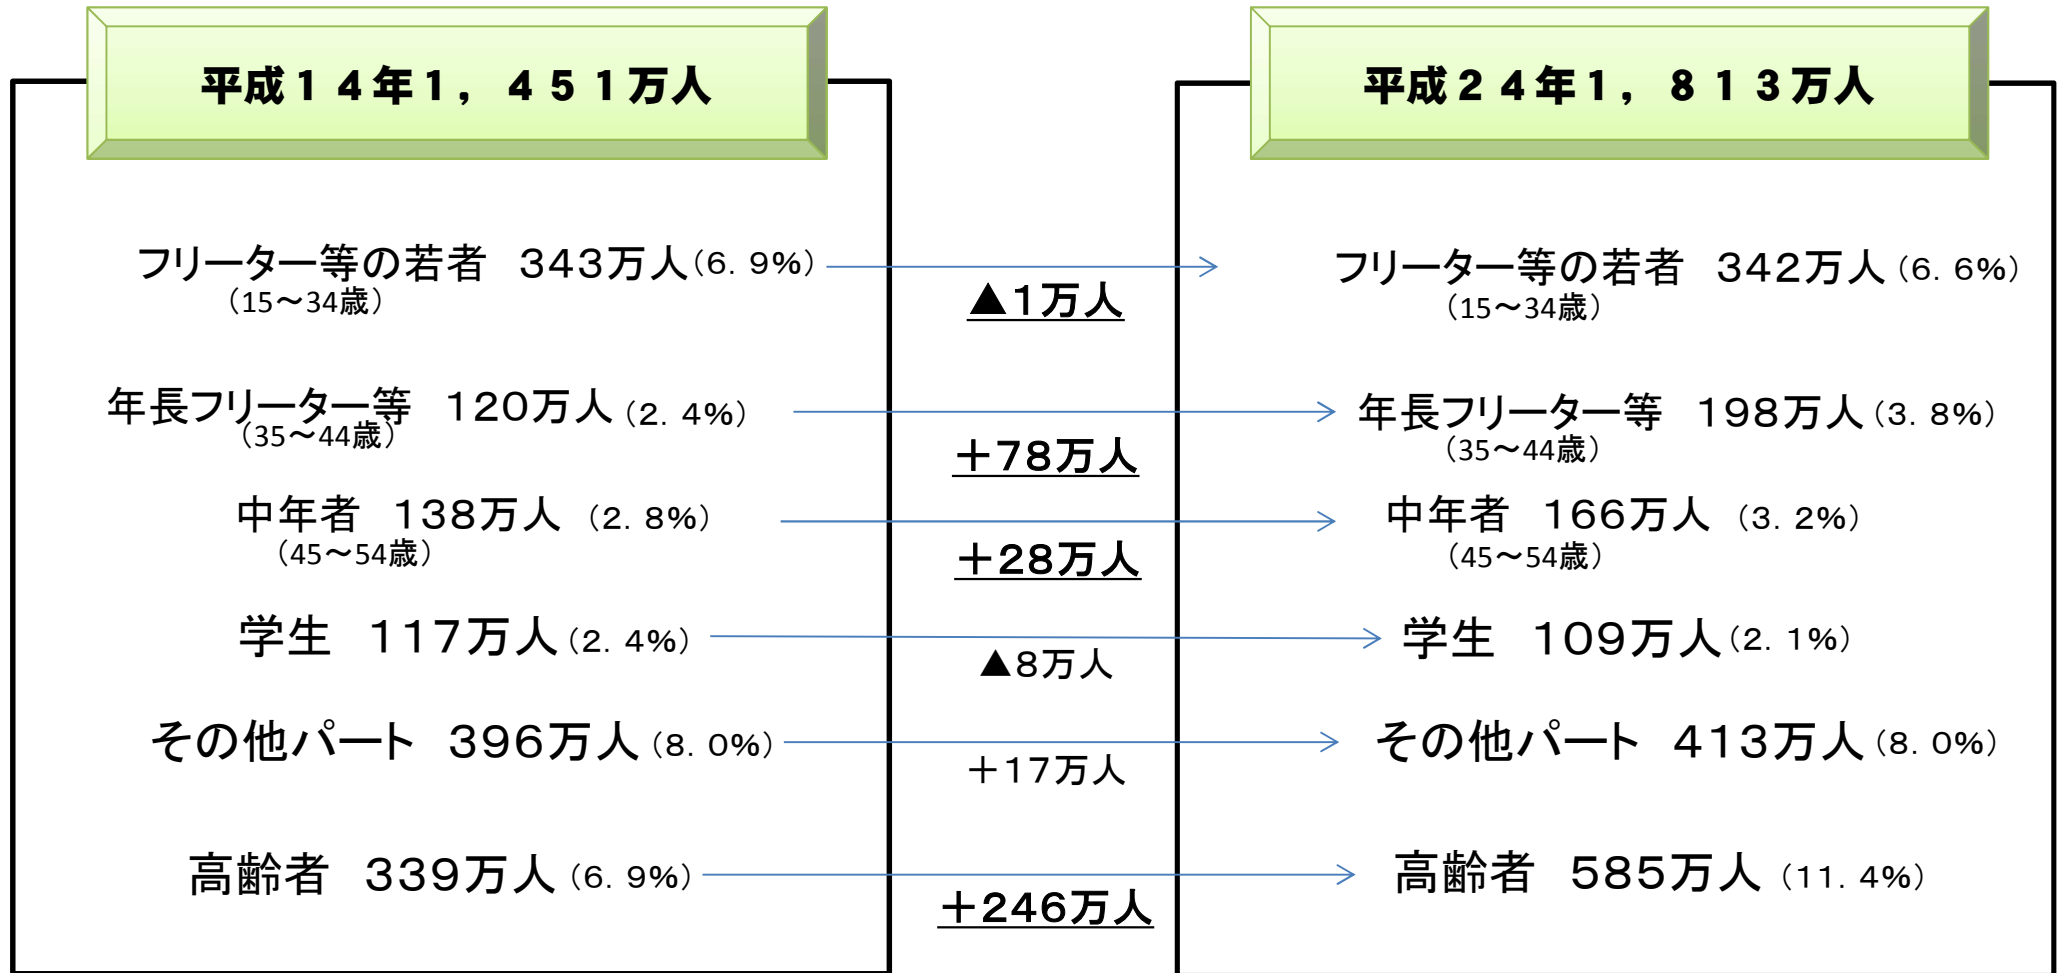 平成１４年１，４５１万人
フリーター等の若者　３４３万人（６．９％）
（15～34歳）
年長フリーター等　１２０万人（２．４％）
（35～44歳）
中年者　１３８万人（２．８％）
（45～54歳）
学生　１１７万人（２．４％）
その他パート　３９６万人（８．０％）
高齢者　３３９万人（６．９％）
▲１万人
＋７８万人
＋２８万人
▲８万人
＋１７万人
＋２４６万人
平成２４年１，８１３万人
フリーター等の若者　３４２万人（６．６％）
（15～34歳）
年長フリーター等　１９８万人（３．８％）
（35～44歳）
中年者　１６６万人（３．２％）
（45～54歳）
学生　１０９万人（２．１％）
その他パート　４１３万人（８．０％）
高齢者　５８５万人（１１．４％）